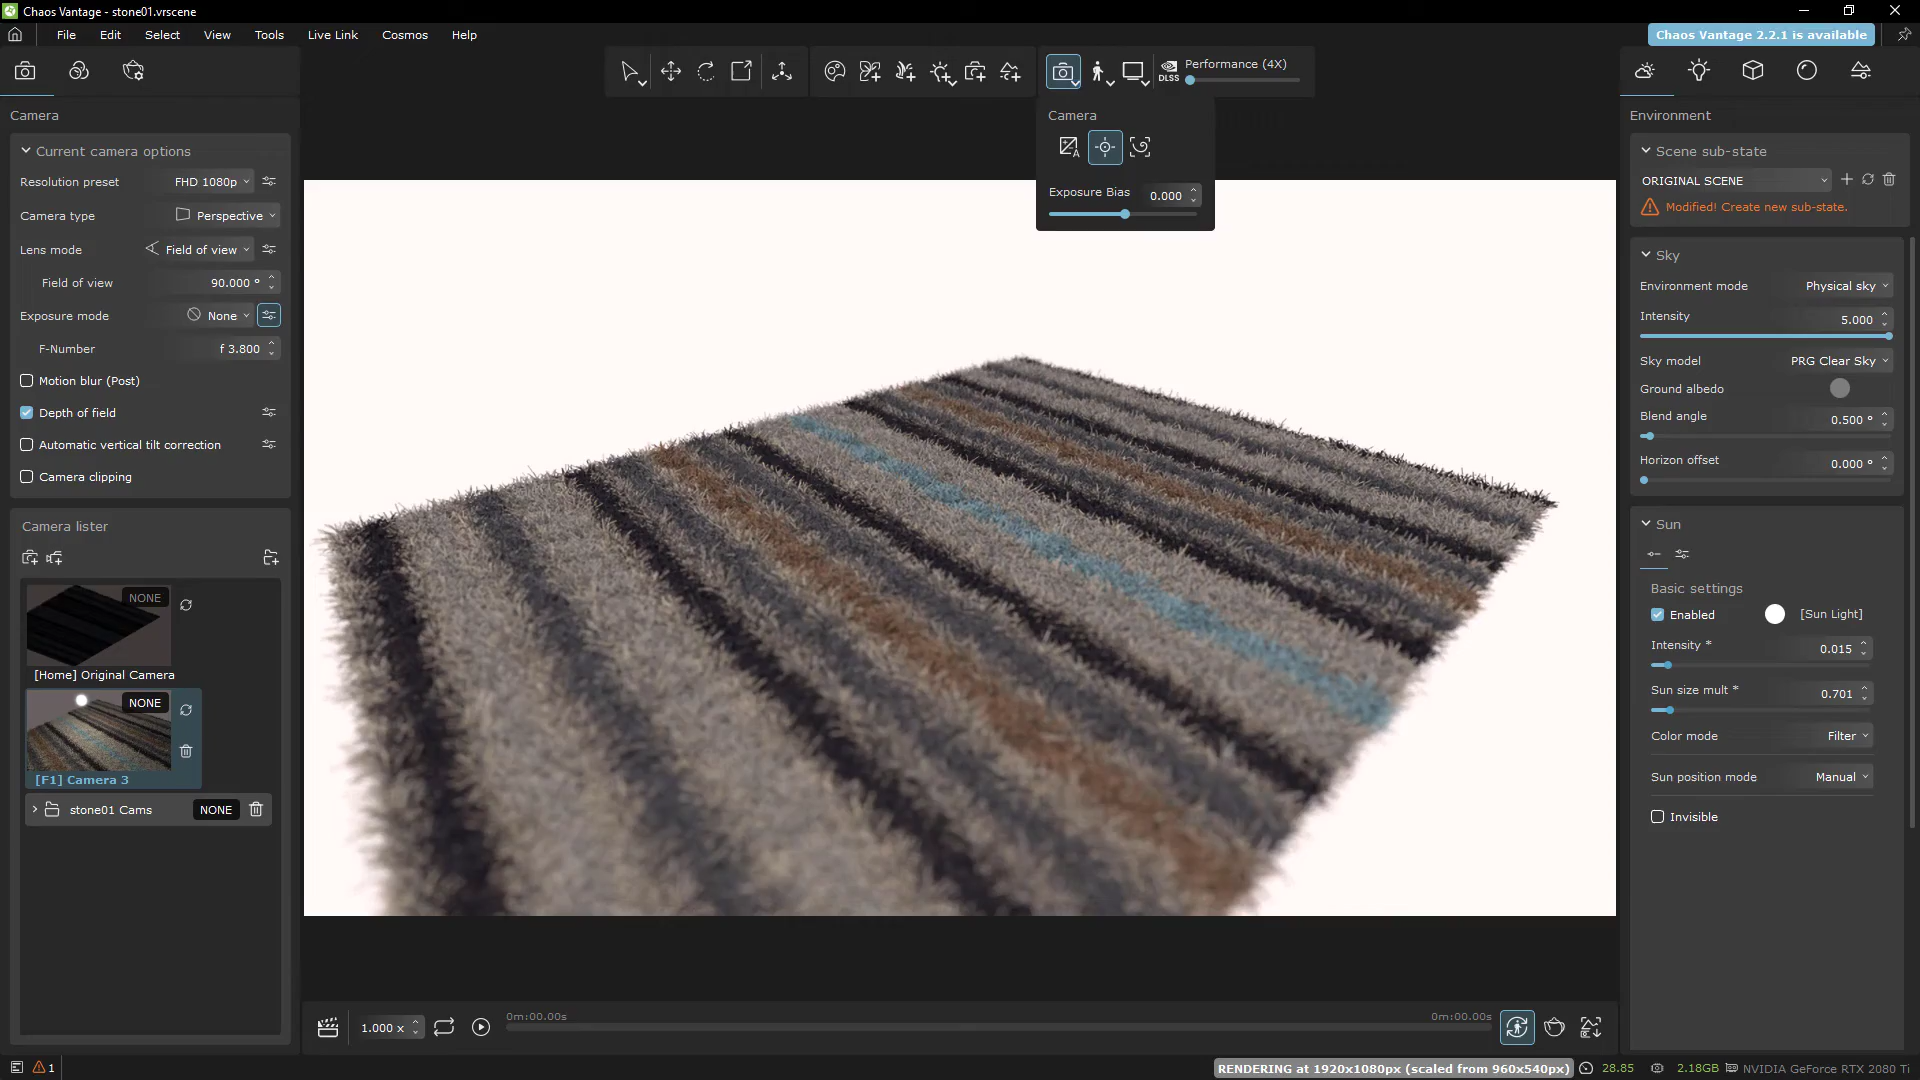 Chaos Vantage - stone01.vrscene
File
Edit
Select
View
Tools
Live Link
Cosmos
Help
Chaos Vantage 2.2.1 is available
DLSS
Performance (4X)
Camera
Current camera options
Resolution preset
FHD 1080p
Camera type
Perspective
Lens mode
Field of view
Field of view
90.000 °
Exposure mode
None
F-Number
f 3.800
Motion blur (Post)
Depth of field
Automatic vertical tilt correction
Camera clipping
Camera lister
NONE
[Home] Original Camera
NONE
[F1] Camera 3
stone01 Cams
NONE
Camera
Exposure Bias
0.000
Environment
Scene sub-state
ORIGINAL SCENE
Modified! Create new sub-state.
Sky
Environment mode
Physical sky
Intensity
5.000
Sky model
PRG Clear Sky
Ground albedo
Blend angle
0.500 °
Horizon offset
0.000 °
Sun
Basic settings
Enabled
[Sun Light]
Intensity *
0.015
Sun size mult *
0.701
Color mode
Filter
Sun position mode
Manual
Invisible
1.000 x
0m:00.00s
0m:00.00s
1
RENDERING at 1920x1080px (scaled from 960x540px)
28.85
2.18GB
NVIDIA GeForce RTX 2080 Ti